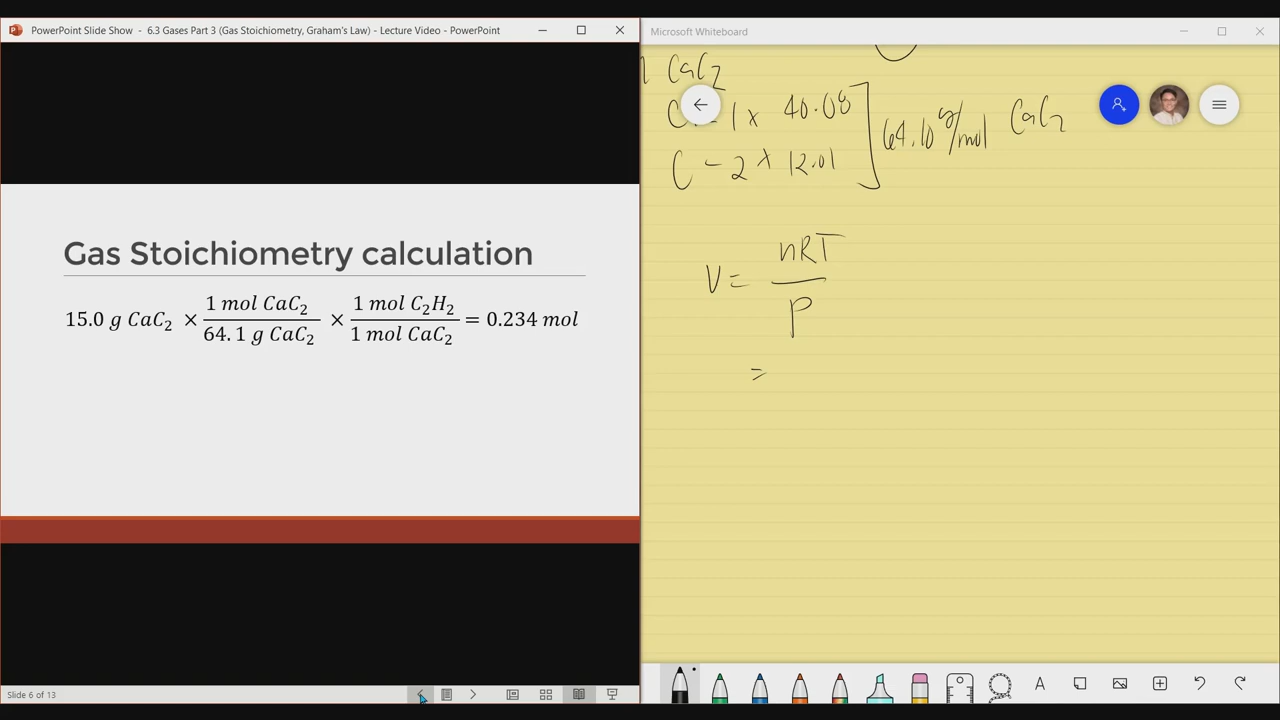 PowerPoint Slide Show - 6.3 Gases Part 3 (Gas Stoichiometry, Graham's Law) - Lecture Video - PowerPoint
Gas Stoichiometry calculation
15.0 g CaC₂ × 1 mol CaC₂ / 64.1 g CaC₂ × 1 mol C₂H₂ / 1 mol CaC₂ = 0.234 mol
Slide 6 of 13
Microsoft Whiteboard
CaC₂
1 × 40.08
C - 2 × 12.01
64.10 g/mol CaC₂
V = nRT / P
=
A